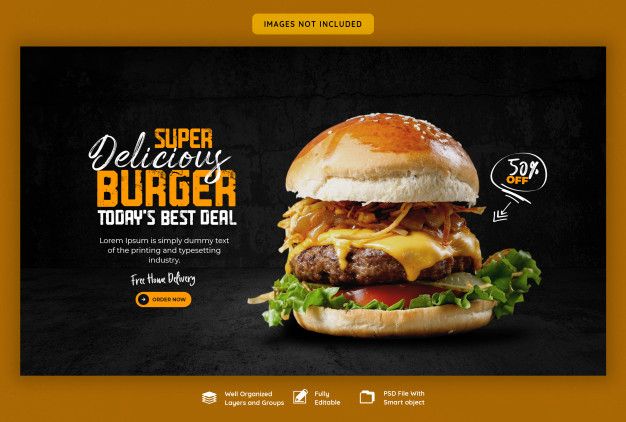 IMAGES NOT INCLUDED
SUPER
Delicious
BURGER
TODAY'S BEST DEAL
Lorem Ipsum is simply dummy text
of the printing and typesetting
industry.
Free Home Delivery
ORDER NOW
50%
OFF
Well Organized
Layers and Groups
Fully
Editable
PSD File With
Smart object